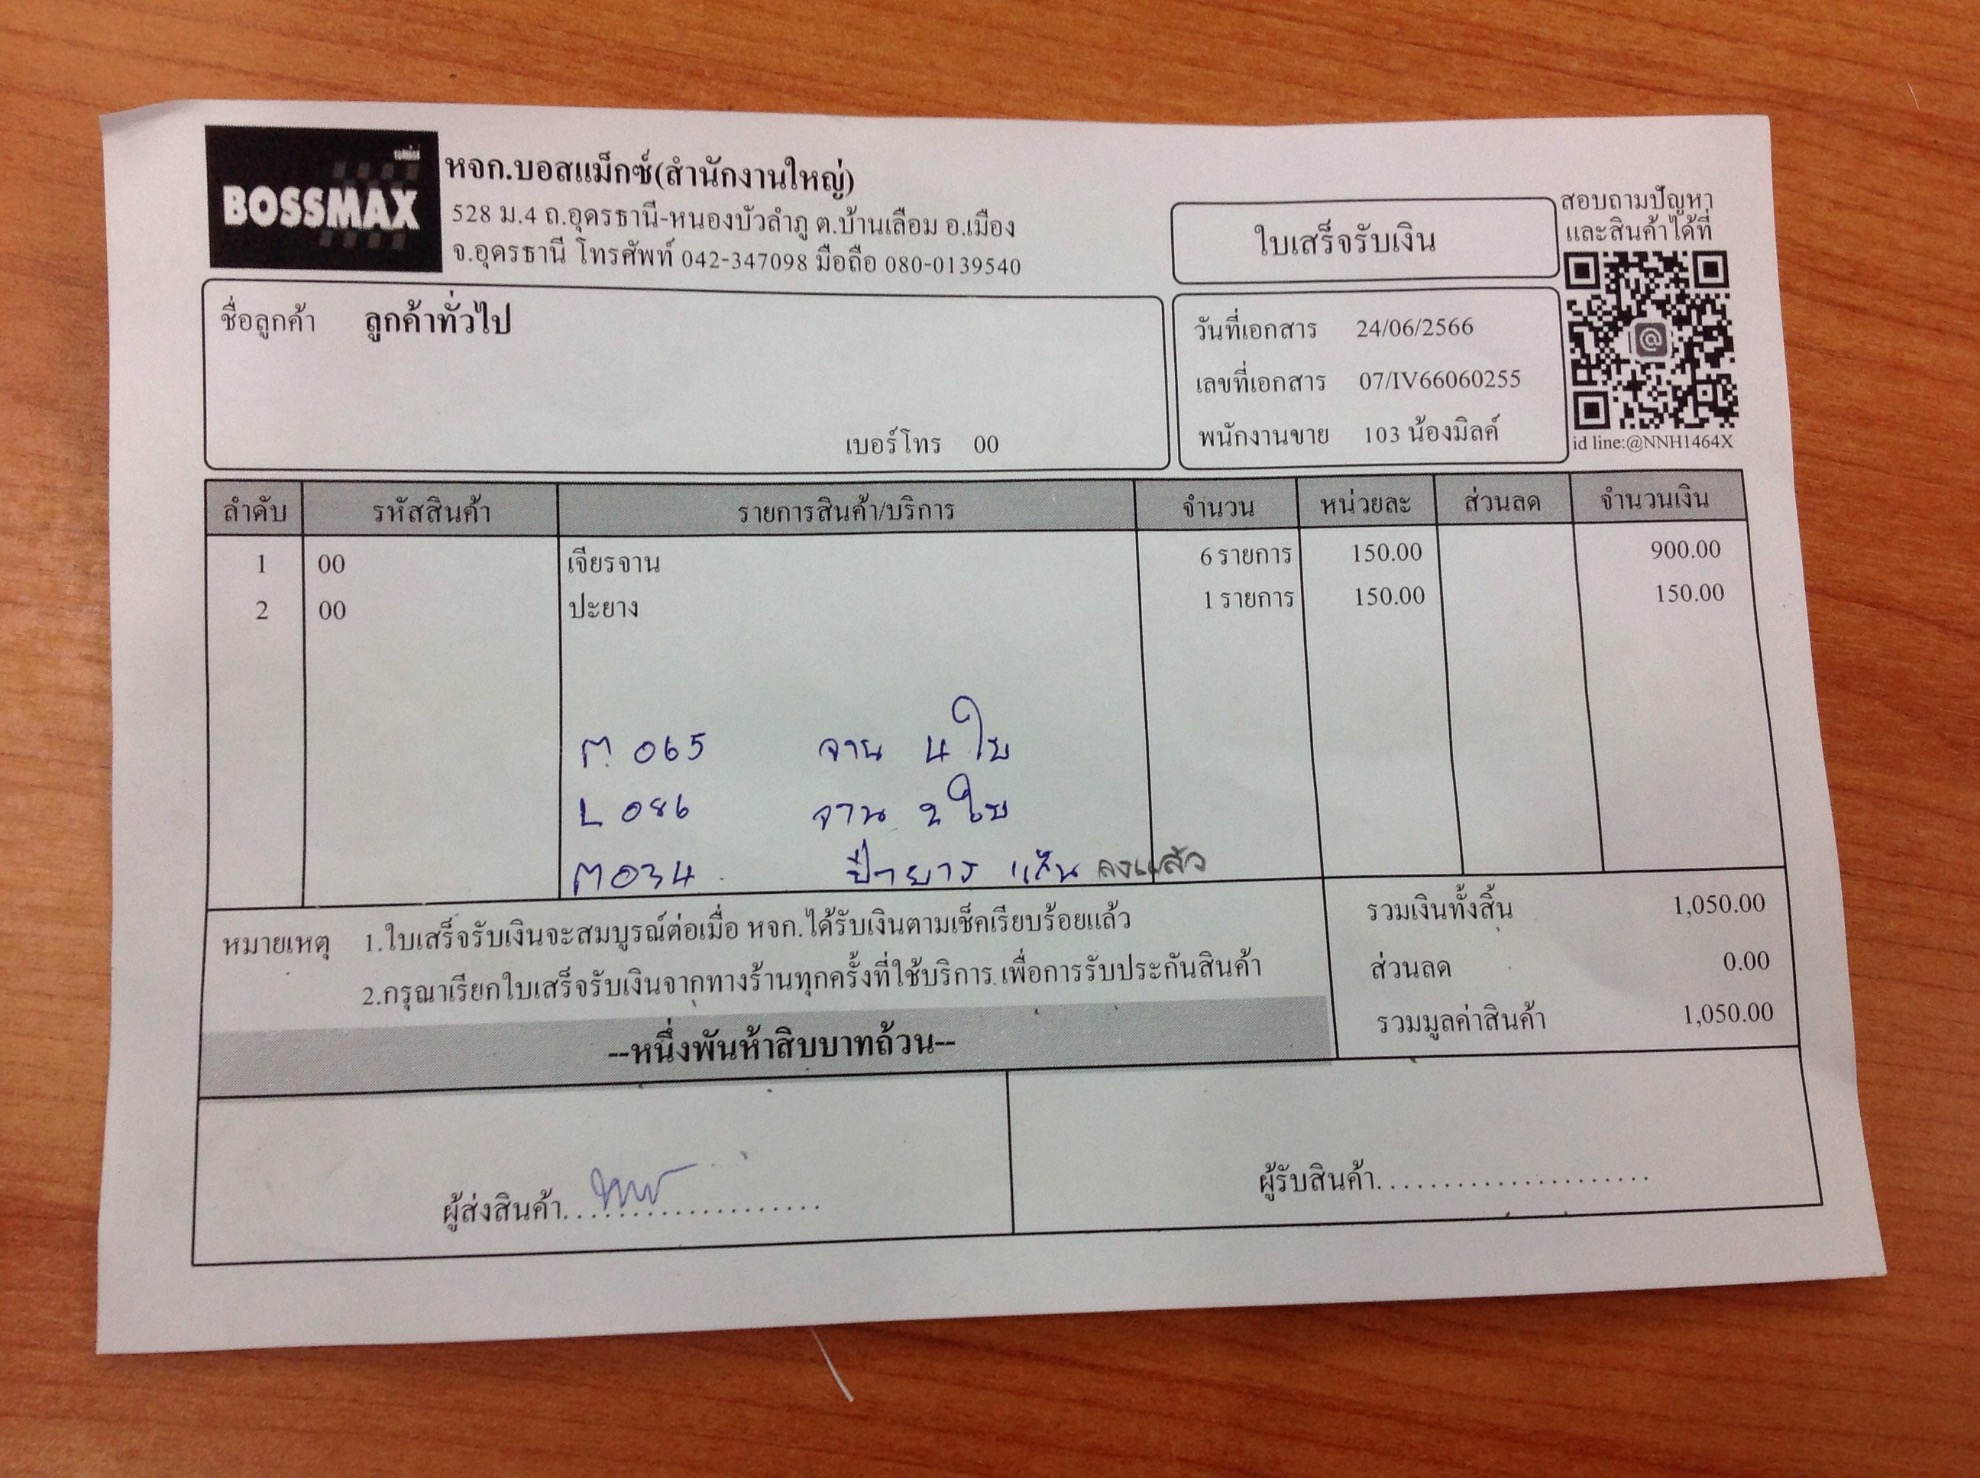 BOSSMAX
หจก.บอสแม็กซ์(สำนักงานใหญ่)
528 ม.4 ถ.อุดรธานี-หนองบัวลำภู ต.บ้านเลื่อม อ.เมือง
จ.อุดรธานี โทรศัพท์ 042-347098 มือถือ 080-0139540
ใบเสร็จรับเงิน
สอบถามปัญหา
และสินค้าได้ที่
id line:@NNH1464X
ชื่อลูกค้า ลูกค้าทั่วไป
เบอร์โทร 00
วันที่เอกสาร 24/06/2566
เลขที่เอกสาร 07/IV66060255
พนักงานขาย 103 น้องมิลค์
ลำดับ รหัสสินค้า รายการสินค้า/บริการ จำนวน หน่วยละ ส่วนลด จำนวนเงิน
1 00 เจียรจาน 6 รายการ 150.00 900.00
2 00 ปะยาง 1 รายการ 150.00 150.00
M 065 จาน 4 ใบ
L 086 จาน 2 ใบ
M034 ลงแล้ว
หมายเหตุ 1.ใบเสร็จรับเงินจะสมบูรณ์ต่อเมื่อ หจก.ได้รับเงินตามเช็คเรียบร้อยแล้ว
2.กรุณาเรียกใบเสร็จรับเงินจากทางร้านทุกครั้งที่ใช้บริการ เพื่อการรับประกันสินค้า
--หนึ่งพันห้าสิบบาทถ้วน--
รวมเงินทั้งสิ้น 1,050.00
ส่วนลด 0.00
รวมมูลค่าสินค้า 1,050.00
ผู้ส่งสินค้า....................
ผู้รับสินค้า.....................